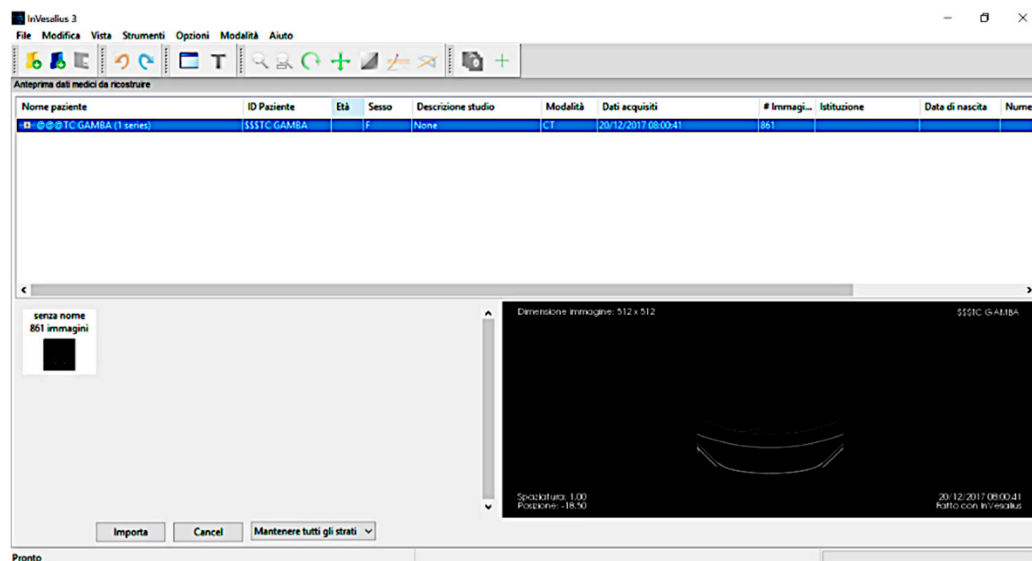 InVesalius 3
File Modifica Vista Strumenti Opzioni Modalità Aiuto
Anteprima dati medici da ricostruire
Nome paziente ID Paziente Età Sesso Descrizione studio Modalità Dati acquisiti # Immagi... Istituzione Data di nascita Nume
@@@TC GAMBA (1 series) $$$TC GAMBA F None CT 20/12/2017 08:00:41 861
senza nome
861 immagini
Dimensione immagine: 512 x 512 $$$TC GAMBA
Spaziatura: 1.00 20/12/2017 08:00:41
Posizione: -18.50 Fatto con InVesalius
Importa Cancel Mantenere tutti gli strati
Pronto